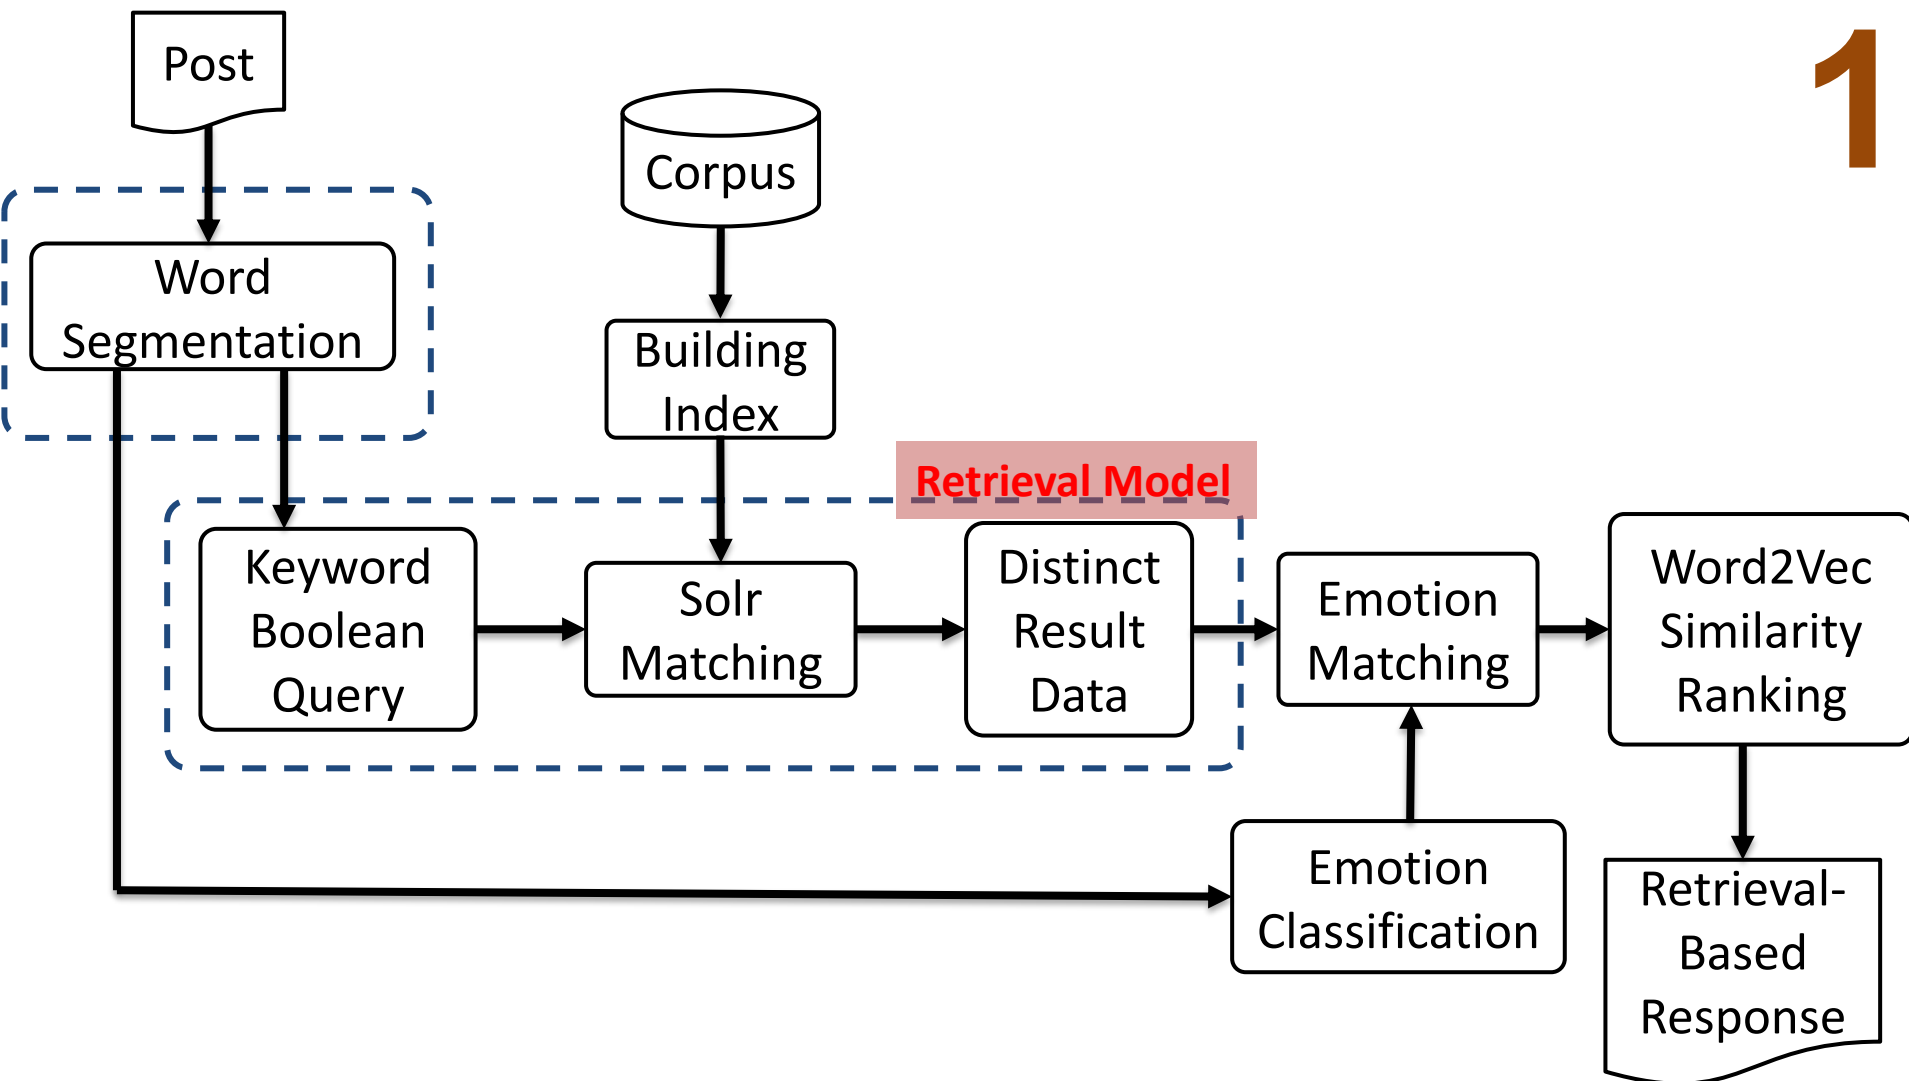 Post
1
Corpus
Word
Segmentation
Building
Index
Retrieval Model
Keyword
Boolean
Query
Solr
Matching
Distinct
Result
Data
Emotion
Matching
Word2Vec
Similarity
Ranking
Emotion
Classification
Retrieval-
Based
Response